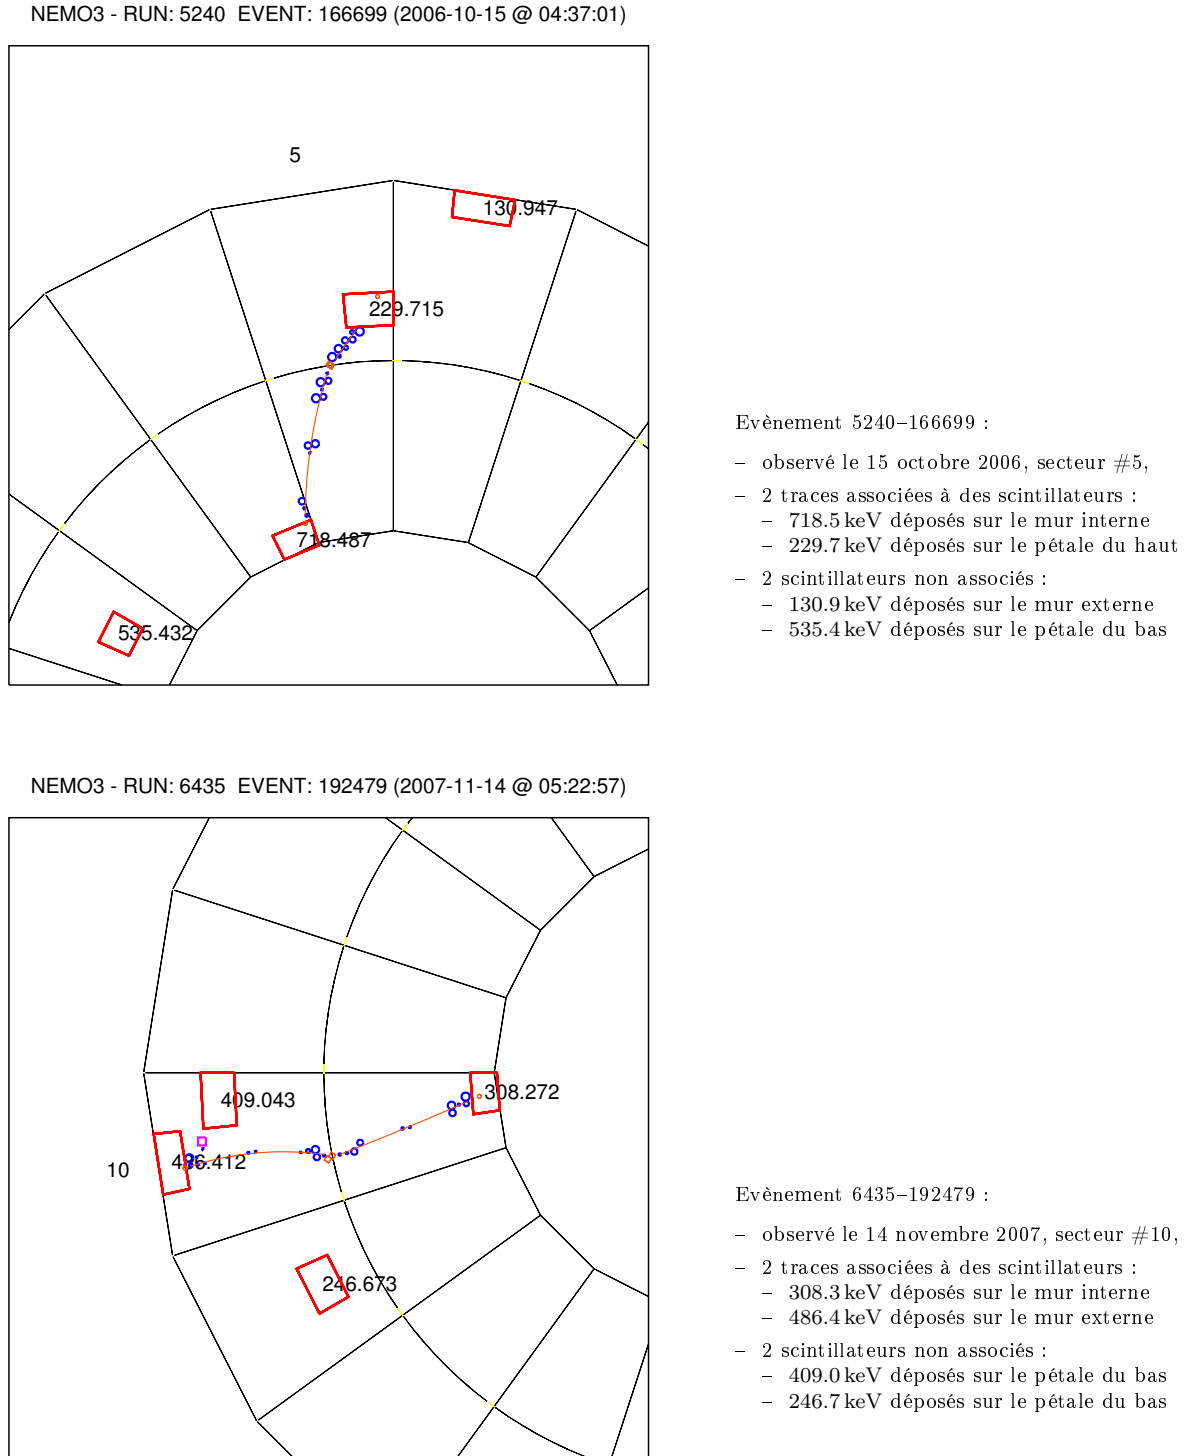 NEMO3 - RUN: 5240 EVENT: 166699 (2006-10-15 @ 04:37:01)
5
130.947
229.715
718.487
535.432
Evènement 5240–166699 :
– observé le 15 octobre 2006, secteur #5,
– 2 traces associées à des scintillateurs :
– 718.5 keV déposés sur le mur interne
– 229.7 keV déposés sur le pétale du haut
– 2 scintillateurs non associés :
– 130.9 keV déposés sur le mur externe
– 535.4 keV déposés sur le pétale du bas
NEMO3 - RUN: 6435 EVENT: 192479 (2007-11-14 @ 05:22:57)
308.272
409.043
486.412
10
246.673
Evènement 6435–192479 :
– observé le 14 novembre 2007, secteur #10,
– 2 traces associées à des scintillateurs :
– 308.3 keV déposés sur le mur interne
– 486.4 keV déposés sur le mur externe
– 2 scintillateurs non associés :
– 409.0 keV déposés sur le pétale du bas
– 246.7 keV déposés sur le pétale du bas